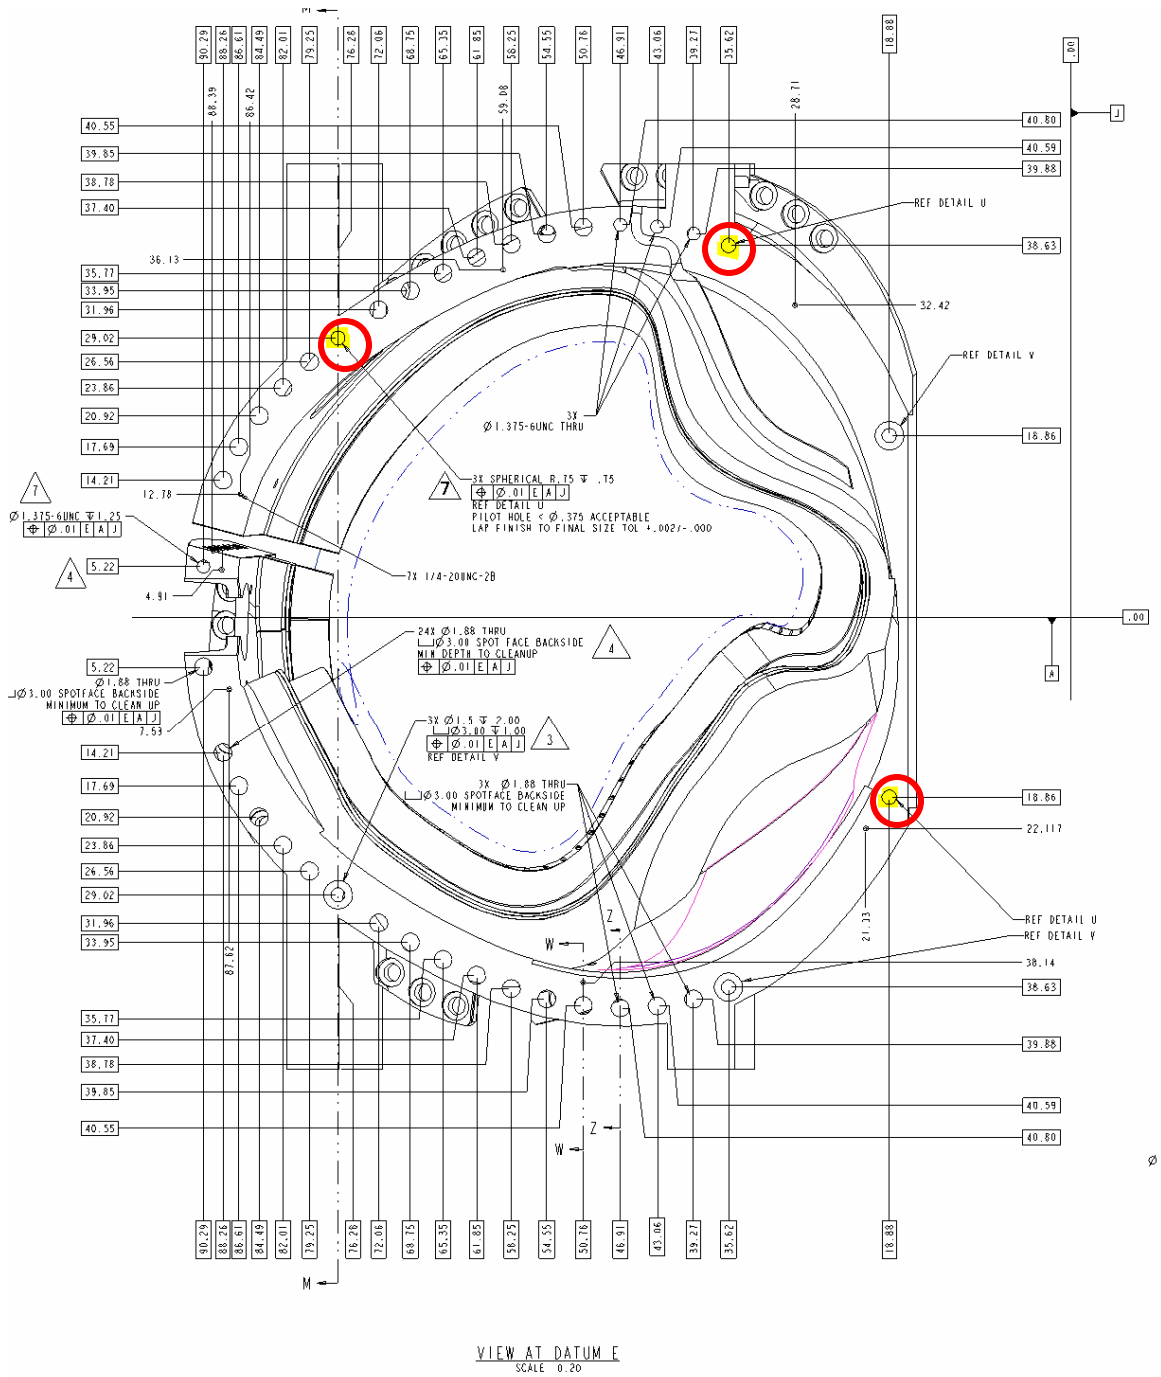 M
90.29
88.26
86.61
84.49
82.01
79.25
76.28
72.06
68.75
65.35
61.85
58.25
54.55
50.76
46.91
43.06
39.27
35.62
18.88
.00
88.39
86.42
59.08
28.71
J
40.55
39.85
38.78
37.40
36.13
35.77
33.95
31.96
29.02
26.56
23.86
20.92
17.69
14.21
12.78
40.80
40.59
39.88
REF DETAIL U
38.63
32.42
REF DETAIL V
18.86
3X
Ø1.375-6UNC THRU
7
3X SPHERICAL R.75 ↧ .75
⌖ Ø.01 E A J
REF DETAIL U
PILOT HOLE < Ø.375 ACCEPTABLE
LAP FINISH TO FINAL SIZE TOL +.002/-.000
7
Ø1.375-6UNC ↧1.25
⌖ Ø.01 E A J
4
5.22
4.91
7X 1/4-20UNC-2B
.00
A
24X Ø1.88 THRU
⌴Ø3.00 SPOT FACE BACKSIDE
MIN DEPTH TO CLEANUP
⌖ Ø.01 E A J
4
5.22
Ø1.88 THRU
⌴Ø3.00 SPOTFACE BACKSIDE
MINIMUM TO CLEAN UP
⌖ Ø.01 E A J
7.53
3X Ø1.5 ↧ 2.00
⌴Ø3.00 ↧1.00
⌖ Ø.01 E A J
REF DETAIL V
3
3X Ø1.88 THRU
⌴Ø3.00 SPOTFACE BACKSIDE
MINIMUM TO CLEAN UP
14.21
17.69
20.92
23.86
26.56
29.02
31.96
33.95
87.62
18.86
22.117
21.33
REF DETAIL U
REF DETAIL V
Z
W
38.14
38.63
35.77
37.40
38.78
39.85
40.55
39.88
40.59
40.80
Z
W
Ø
90.29
88.26
86.61
84.49
82.01
79.25
76.28
72.06
68.75
65.35
61.85
58.25
54.55
50.76
46.91
43.06
39.27
35.62
18.88
M
VIEW AT DATUM E
SCALE 0.20